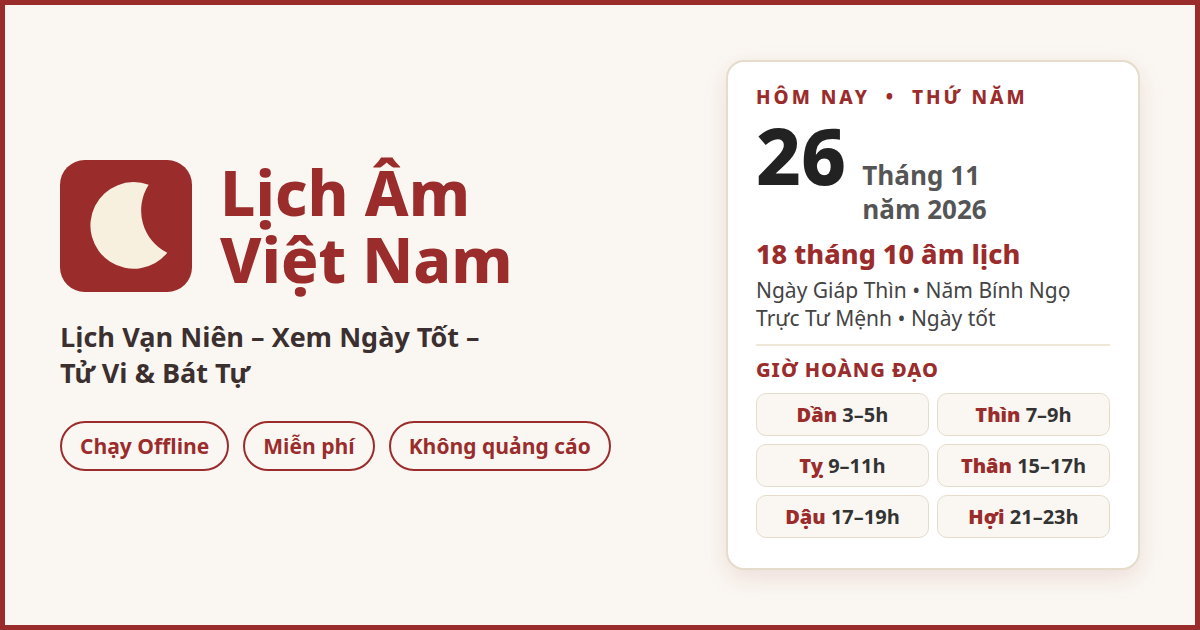 Lịch Âm
Việt Nam
Lịch Vạn Niên – Xem Ngày Tốt –
Tử Vi & Bát Tự
Chạy Offline
Miễn phí
Không quảng cáo
HÔM NAY • THỨ NĂM
26
Tháng 11
năm 2026
18 tháng 10 âm lịch
Ngày Giáp Thìn • Năm Bính Ngọ
Trực Tư Mệnh • Ngày tốt
GIỜ HOÀNG ĐẠO
Dần 3–5h
Thìn 7–9h
Tỵ 9–11h
Thân 15–17h
Dậu 17–19h
Hợi 21–23h